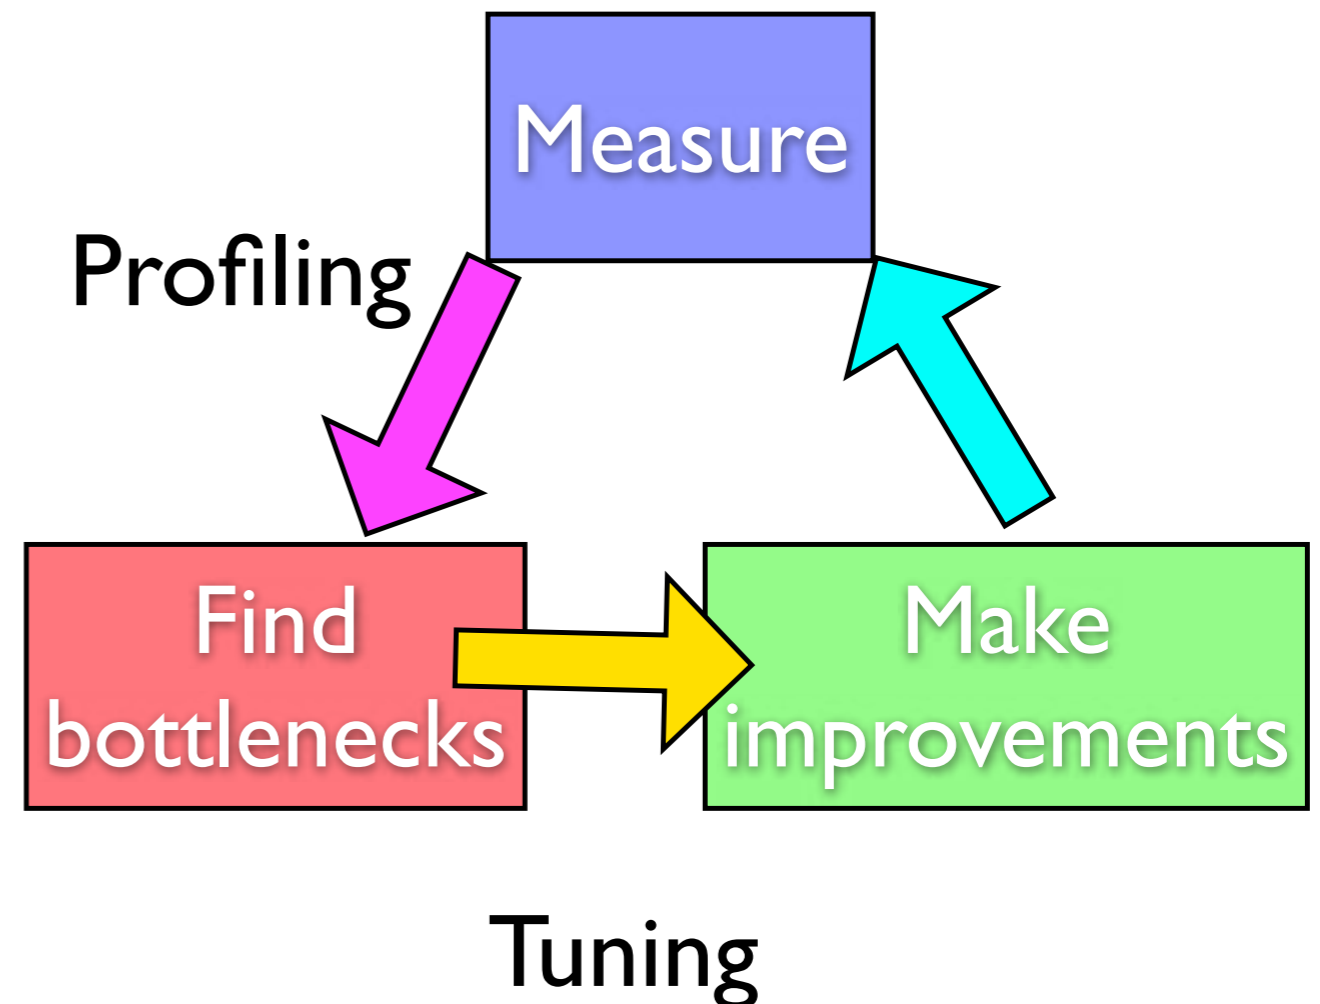 Measure
Profiling
Find
bottlenecks
Make
improvements
Tuning